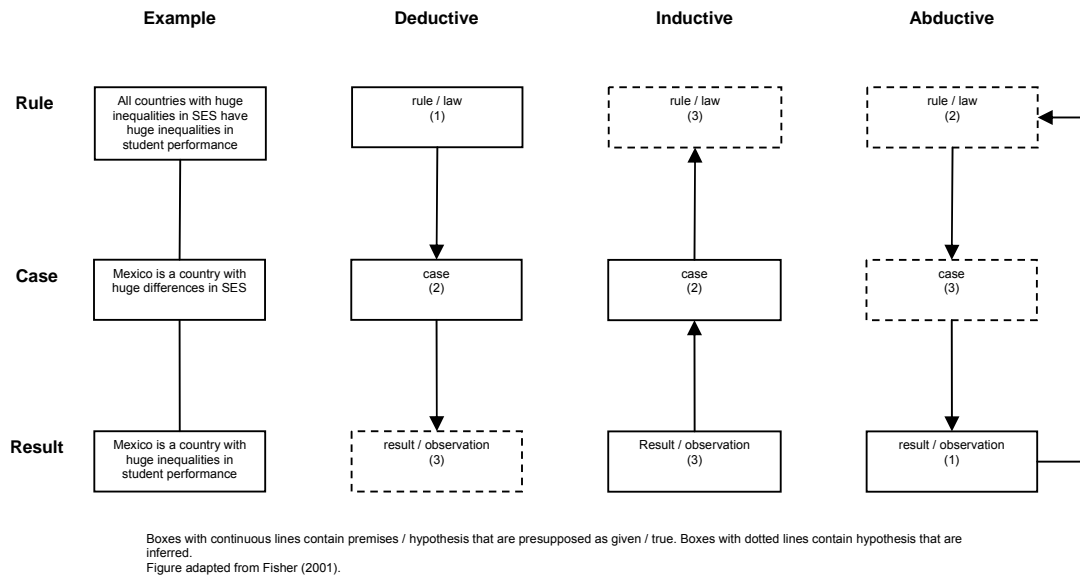 Example Deductive Inductive Abductive
Rule
All countries with huge
inequalities in SES have
huge inequalities in
student performance
rule / law
(1)
rule / law
(3)
rule / law
(2)
Case
Mexico is a country with
huge differences in SES
case
(2)
case
(2)
case
(3)
Result
Mexico is a country with
huge inequalities in
student performance
result / observation
(3)
Result / observation
(3)
result / observation
(1)
Boxes with continuous lines contain premises / hypothesis that are presupposed as given / true. Boxes with dotted lines contain hypothesis that are
inferred.
Figure adapted from Fisher (2001).